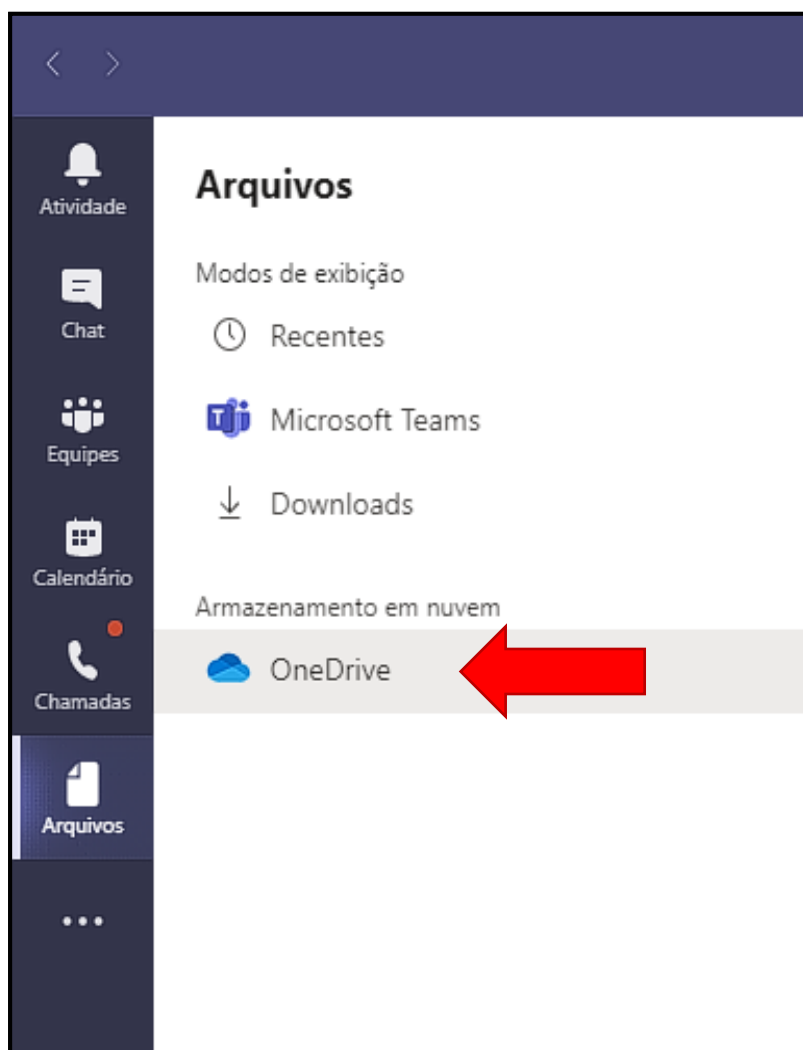 Atividade
Chat
Equipes
Calendário
Chamadas
Arquivos
Arquivos
Modos de exibição
Recentes
Microsoft Teams
Downloads
Armazenamento em nuvem
OneDrive